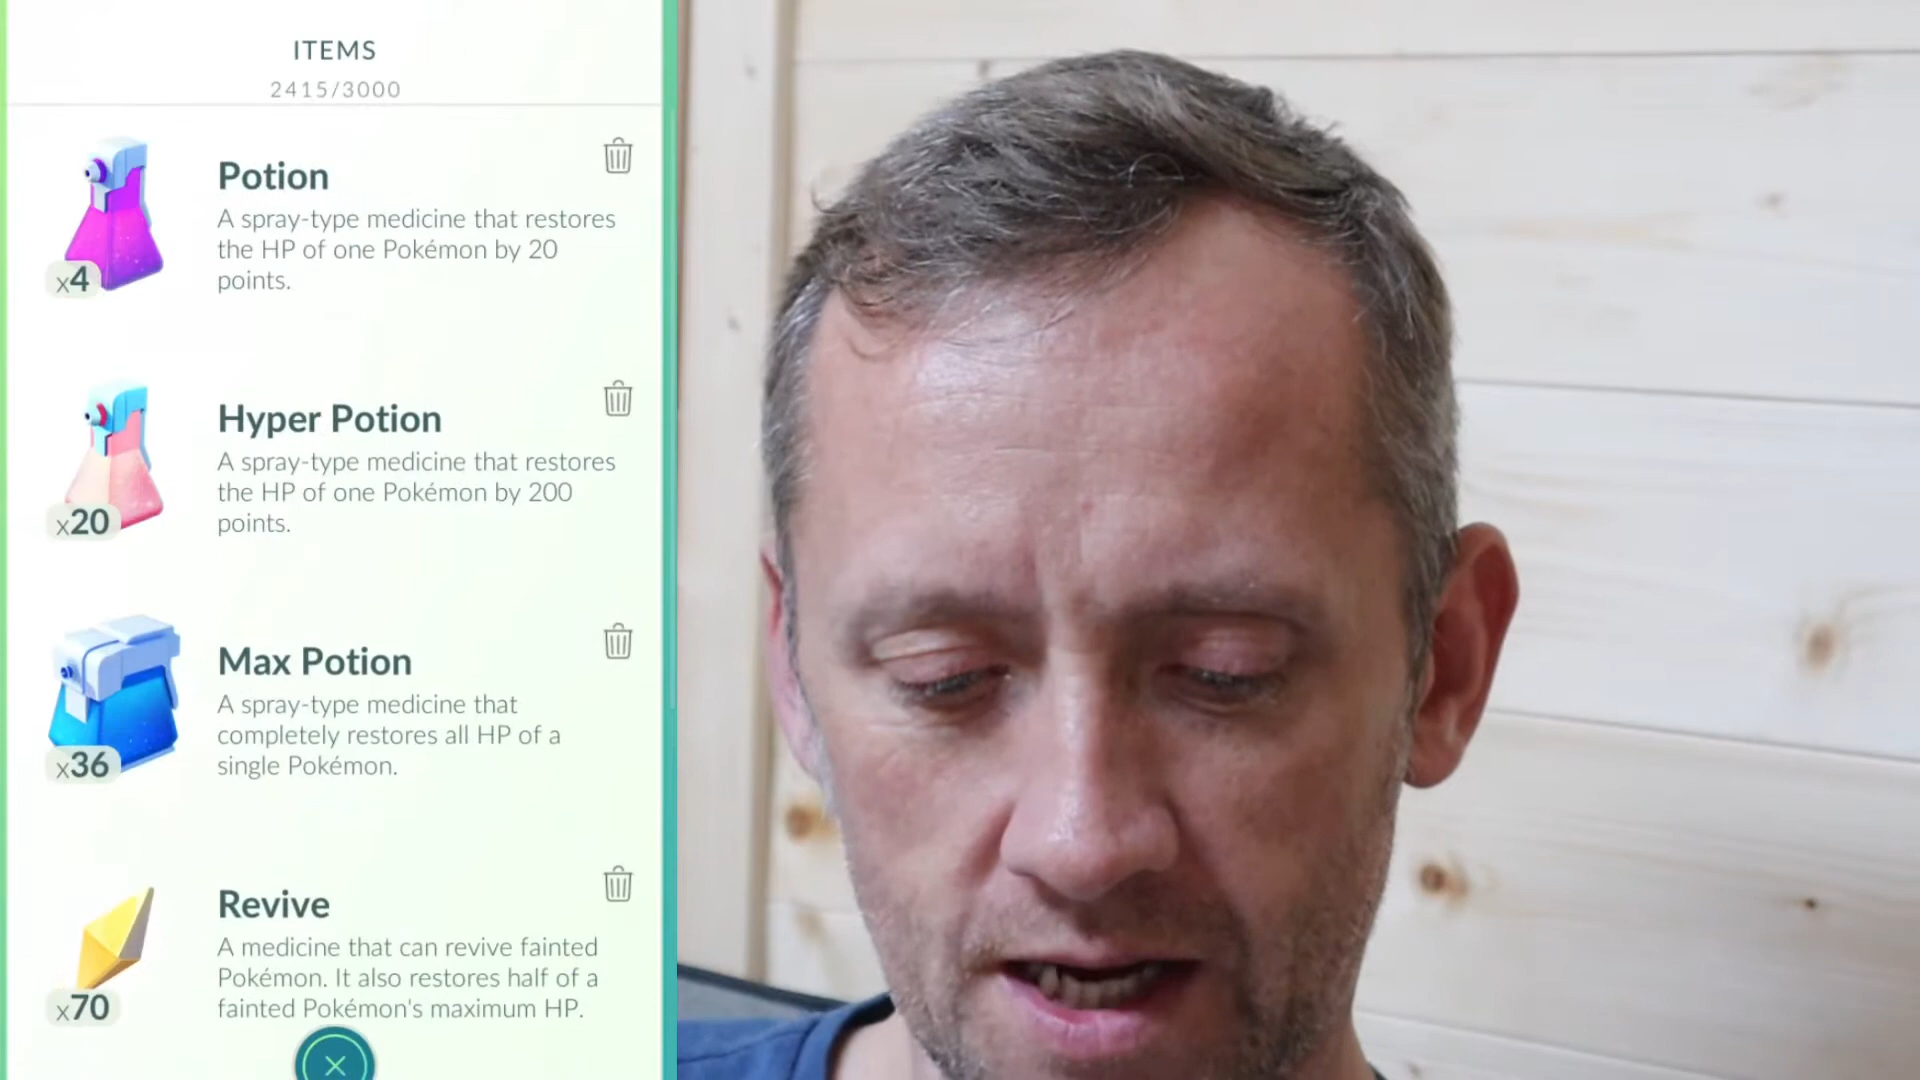 ITEMS
2415/3000
Potion
A spray-type medicine that restores
the HP of one Pokémon by 20
points.
x4
Hyper Potion
A spray-type medicine that restores
the HP of one Pokémon by 200
points.
x20
Max Potion
A spray-type medicine that
completely restores all HP of a
single Pokémon.
x36
Revive
A medicine that can revive fainted
Pokémon. It also restores half of a
fainted Pokémon's maximum HP.
x70